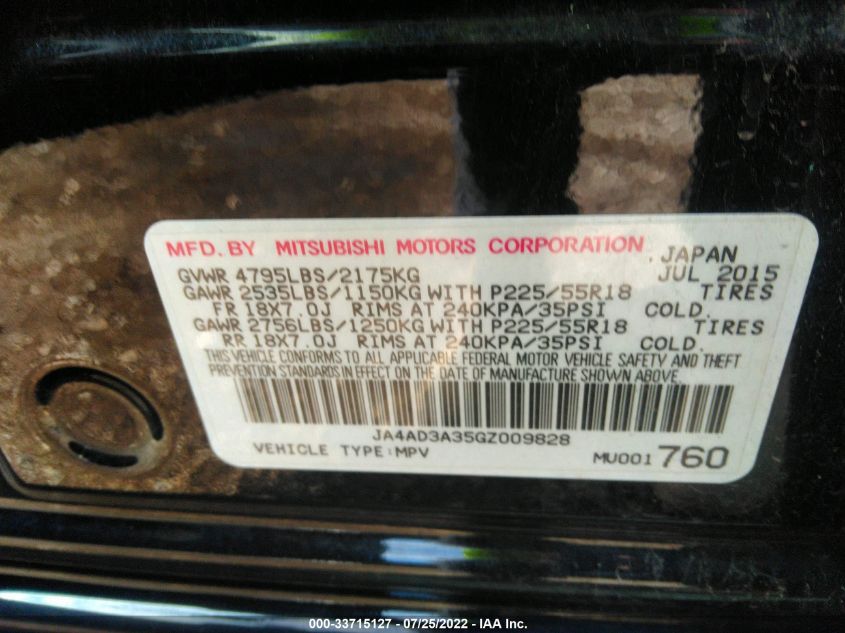 MFD. BY MITSUBISHI MOTORS CORPORATION JAPAN
GVWR 4795LBS/2175KG JUL 2015
GAWR 2535LBS/1150KG WITH P225/55R18 TIRES
FR 18X7.0J RIMS AT 240KPA/35PSI COLD.
GAWR 2756LBS/1250KG WITH P225/55R18 TIRES
RR 18X7.0J RIMS AT 240KPA/35PSI COLD.
THIS VEHICLE CONFORMS TO ALL APPLICABLE FEDERAL MOTOR VEHICLE SAFETY AND THEFT
PREVENTION STANDARDS IN EFFECT ON THE DATE OF MANUFACTURE SHOWN ABOVE.
JA4AD3A35GZ009828
VEHICLE TYPE:MPV MU001760
000-33715127 - 07/25/2022 - IAA Inc.